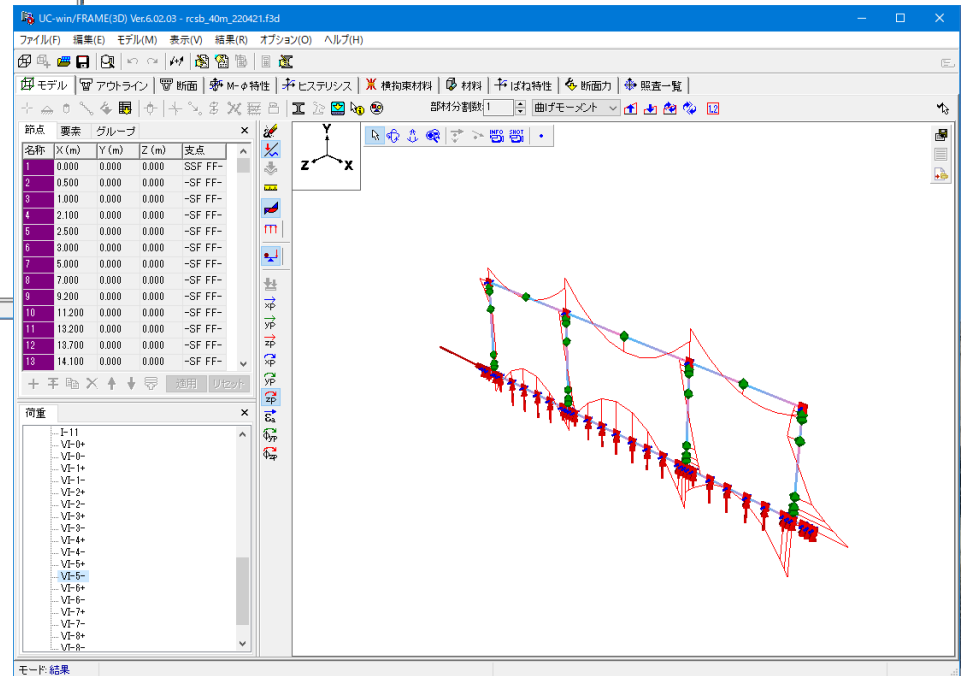 UC-win/FRAME(3D) Ver.6.02.03 - rcsb_40m_220421.f3d
ファイル(F) 編集(E) モデル(M) 表示(V) 結果(R) オプション(O) ヘルプ(H)
モデル アウトライン 断面 M-φ特性 ヒステリシス 横拘束材料 材料 ばね特性 断面力 照査一覧
部材分割数 1 曲げモーメント 1.2
節点 要素 グループ
名称 X(m) Y(m) Z(m) 支点
1 0.000 0.000 0.000 SSF FF-
2 0.500 0.000 0.000 -SF FF-
3 1.000 0.000 0.000 -SF FF-
4 2.100 0.000 0.000 -SF FF-
5 2.500 0.000 0.000 -SF FF-
6 3.000 0.000 0.000 -SF FF-
7 5.000 0.000 0.000 -SF FF-
8 7.000 0.000 0.000 -SF FF-
9 9.200 0.000 0.000 -SF FF-
10 11.200 0.000 0.000 -SF FF-
11 13.200 0.000 0.000 -SF FF-
12 13.700 0.000 0.000 -SF FF-
13 14.100 0.000 0.000 -SF FF-
適用 リセット
荷重
I-11
VI-0+
VI-0-
VI-1+
VI-1-
VI-2+
VI-2-
VI-3+
VI-3-
VI-4+
VI-4-
VI-5+
VI-5-
VI-6+
VI-6-
VI-7+
VI-7-
VI-8+
VI-8-
xp
yp
zp
xp
yp
zp
εa
φyp
φzp
Y
Z X
INFO SHOT
モード: 結果